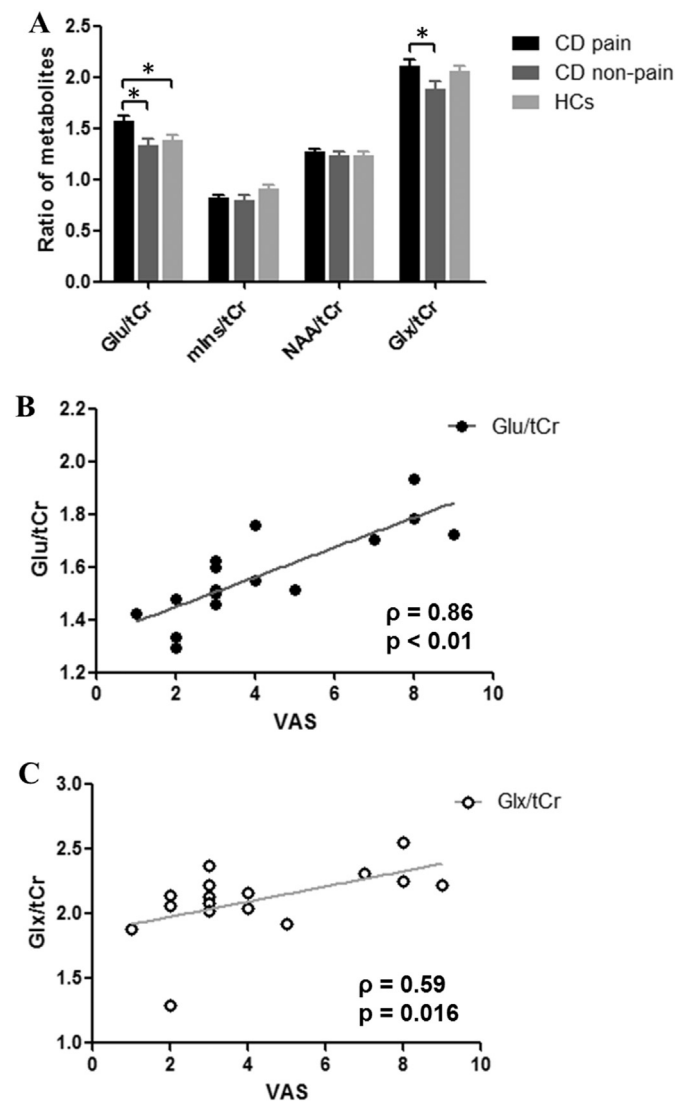 A
2.5
2.0
1.5
1.0
0.5
0.0
Ratio of metabolites
* * *
Glu/tCr mIns/tCr NAA/tCr Glx/tCr
CD pain
CD non-pain
HCs
B
2.2
2.0
1.8
1.6
1.4
1.2
Glu/tCr
Glu/tCr
ρ = 0.86
p < 0.01
0 2 4 6 8 10
VAS
C
3.0
2.5
2.0
1.5
1.0
Glx/tCr
Glx/tCr
ρ = 0.59
p = 0.016
0 2 4 6 8 10
VAS